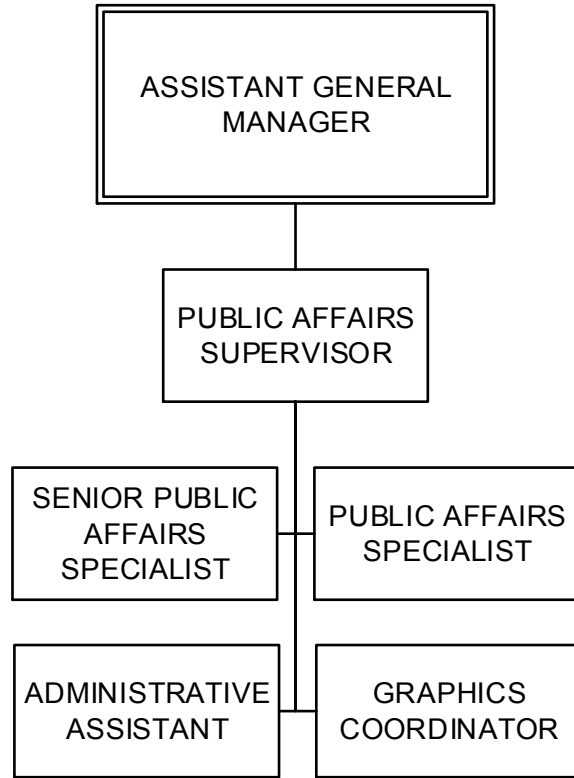 ASSISTANT GENERAL
MANAGER
PUBLIC AFFAIRS
SUPERVISOR
SENIOR PUBLIC
AFFAIRS
SPECIALIST
PUBLIC AFFAIRS
SPECIALIST
ADMINISTRATIVE
ASSISTANT
GRAPHICS
COORDINATOR